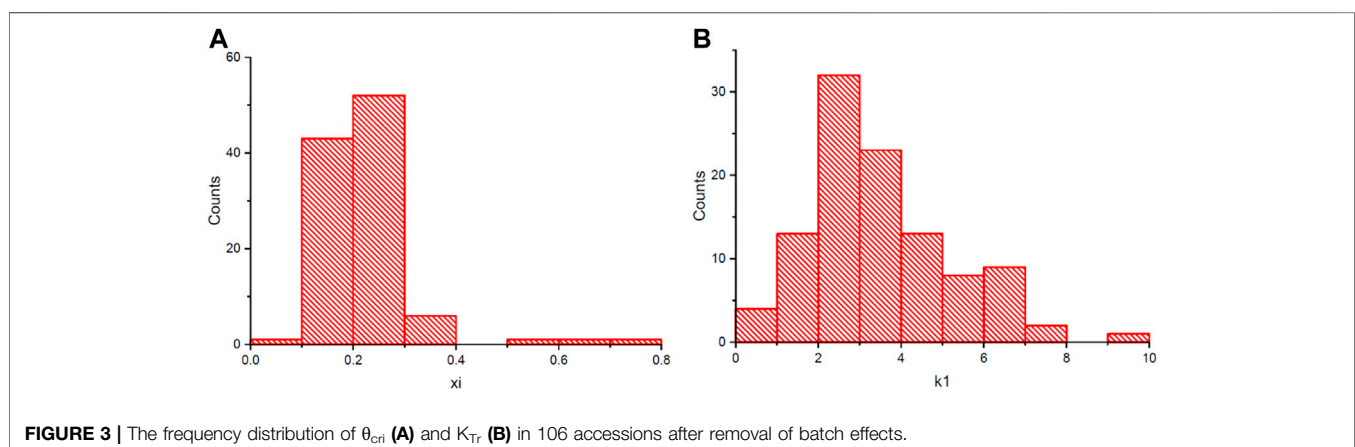 A
60
40
20
0
Counts
0.0 0.2 0.4 0.6 0.8
xi
B
30
20
10
0
Counts
0 2 4 6 8 10
k1
FIGURE 3 | The frequency distribution of θcri (A) and KTr (B) in 106 accessions after removal of batch effects.